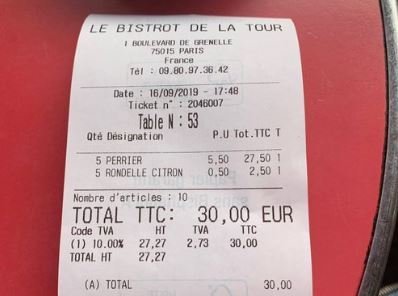 LE BISTROT DE LA TOUR
1 BOULEVARD DE GRENELLE
75015 PARIS
France
Tél : 09.80.97.36.42
Date : 16/09/2019 - 17:48
Ticket n° : 2046007
Table N : 53
Qté Désignation P.U Tot.TTC T
5 PERRIER 5,50 27,50 1
5 RONDELLE CITRON 0,50 2,50 1
Nombre d'articles : 10
TOTAL TTC: 30,00 EUR
Code TVA HT TVA TTC
(1) 10.00% 27,27 2,73 30,00
TOTAL HT 27,27
(A) TOTAL 30,00